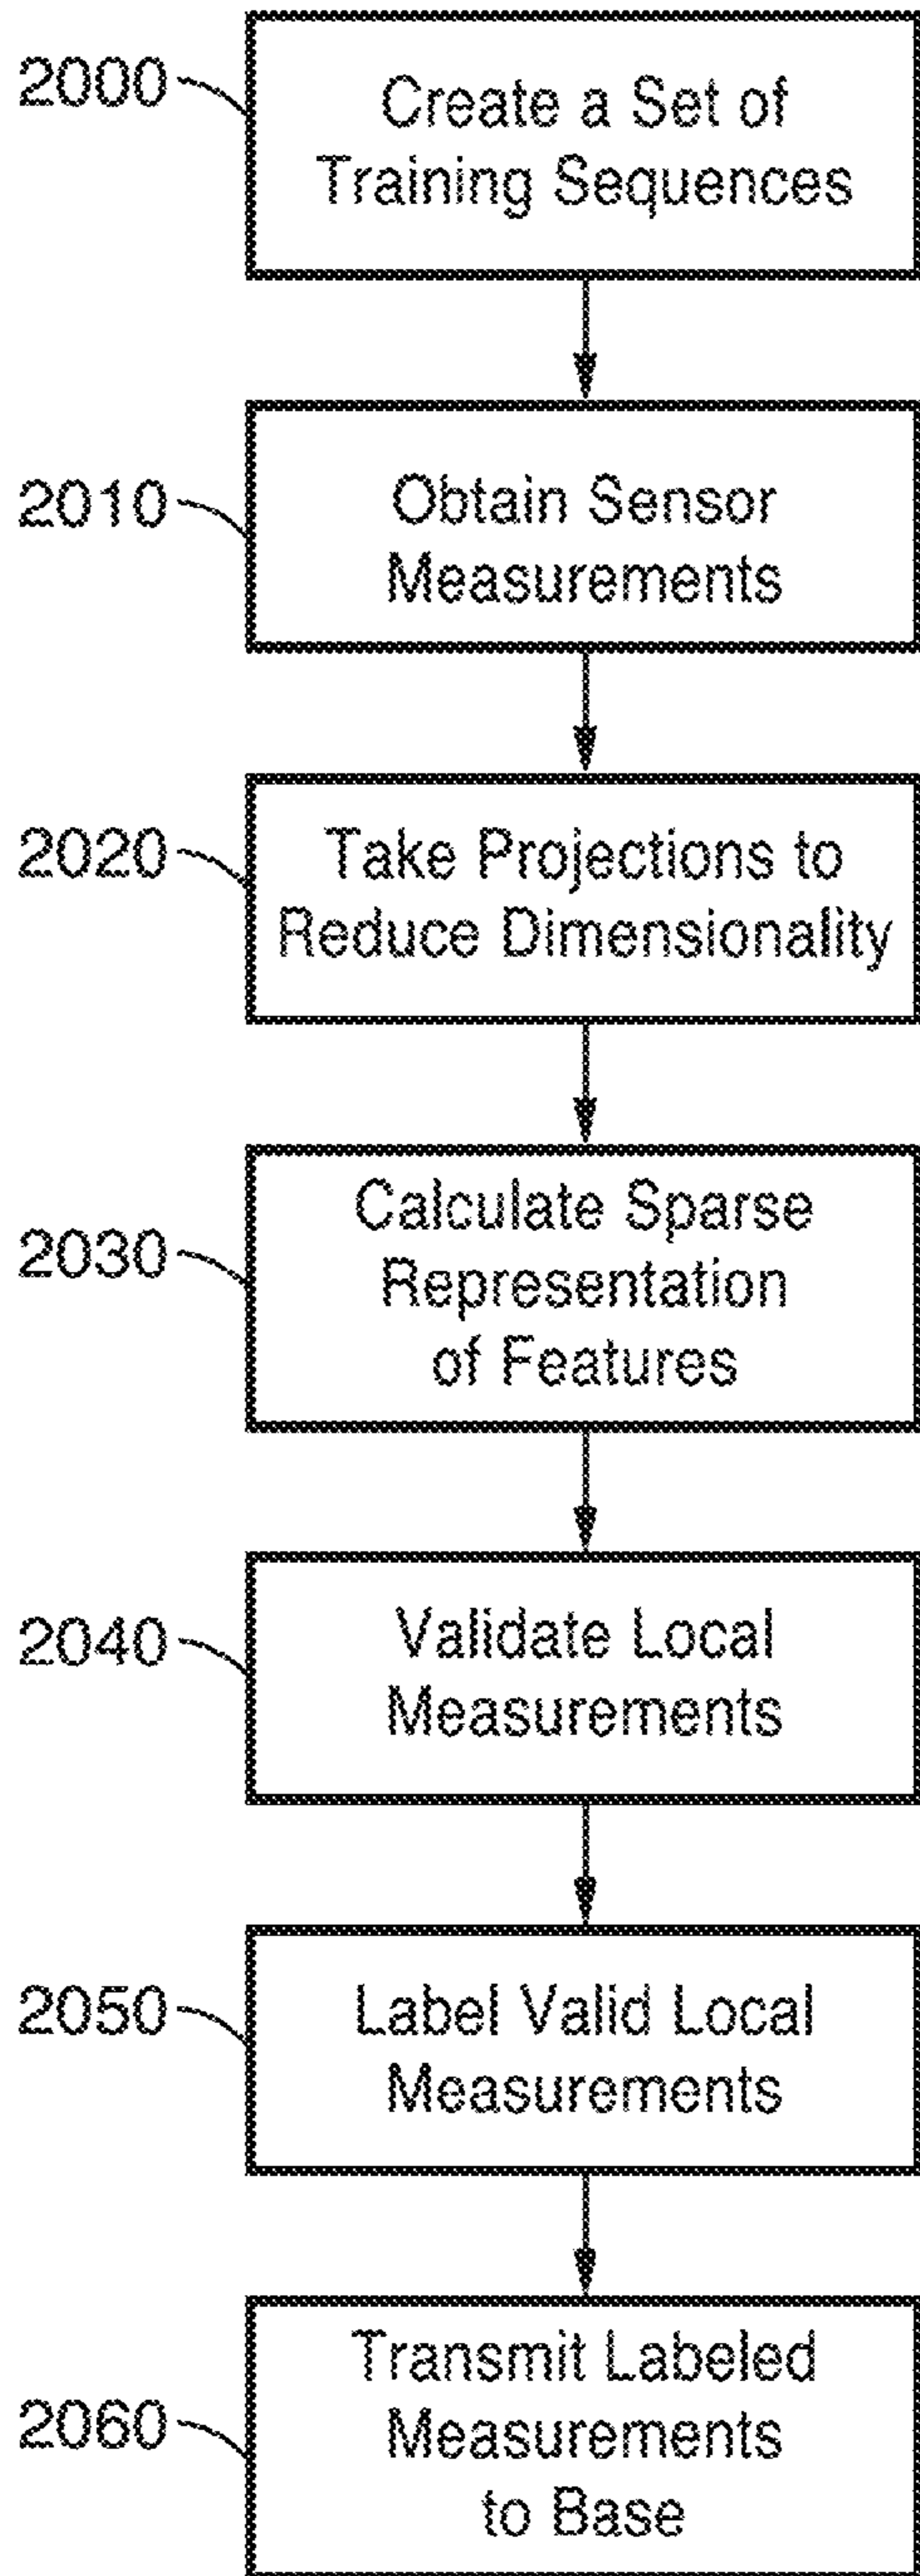 2000
Create a Set of
Training Sequences
2010
Obtain Sensor
Measurements
2020
Take Projections to
Reduce Dimensionality
2030
Calculate Sparse
Representation
of Features
2040
Validate Local
Measurements
2050
Label Valid Local
Measurements
2060
Transmit Labeled
Measurements
to Base